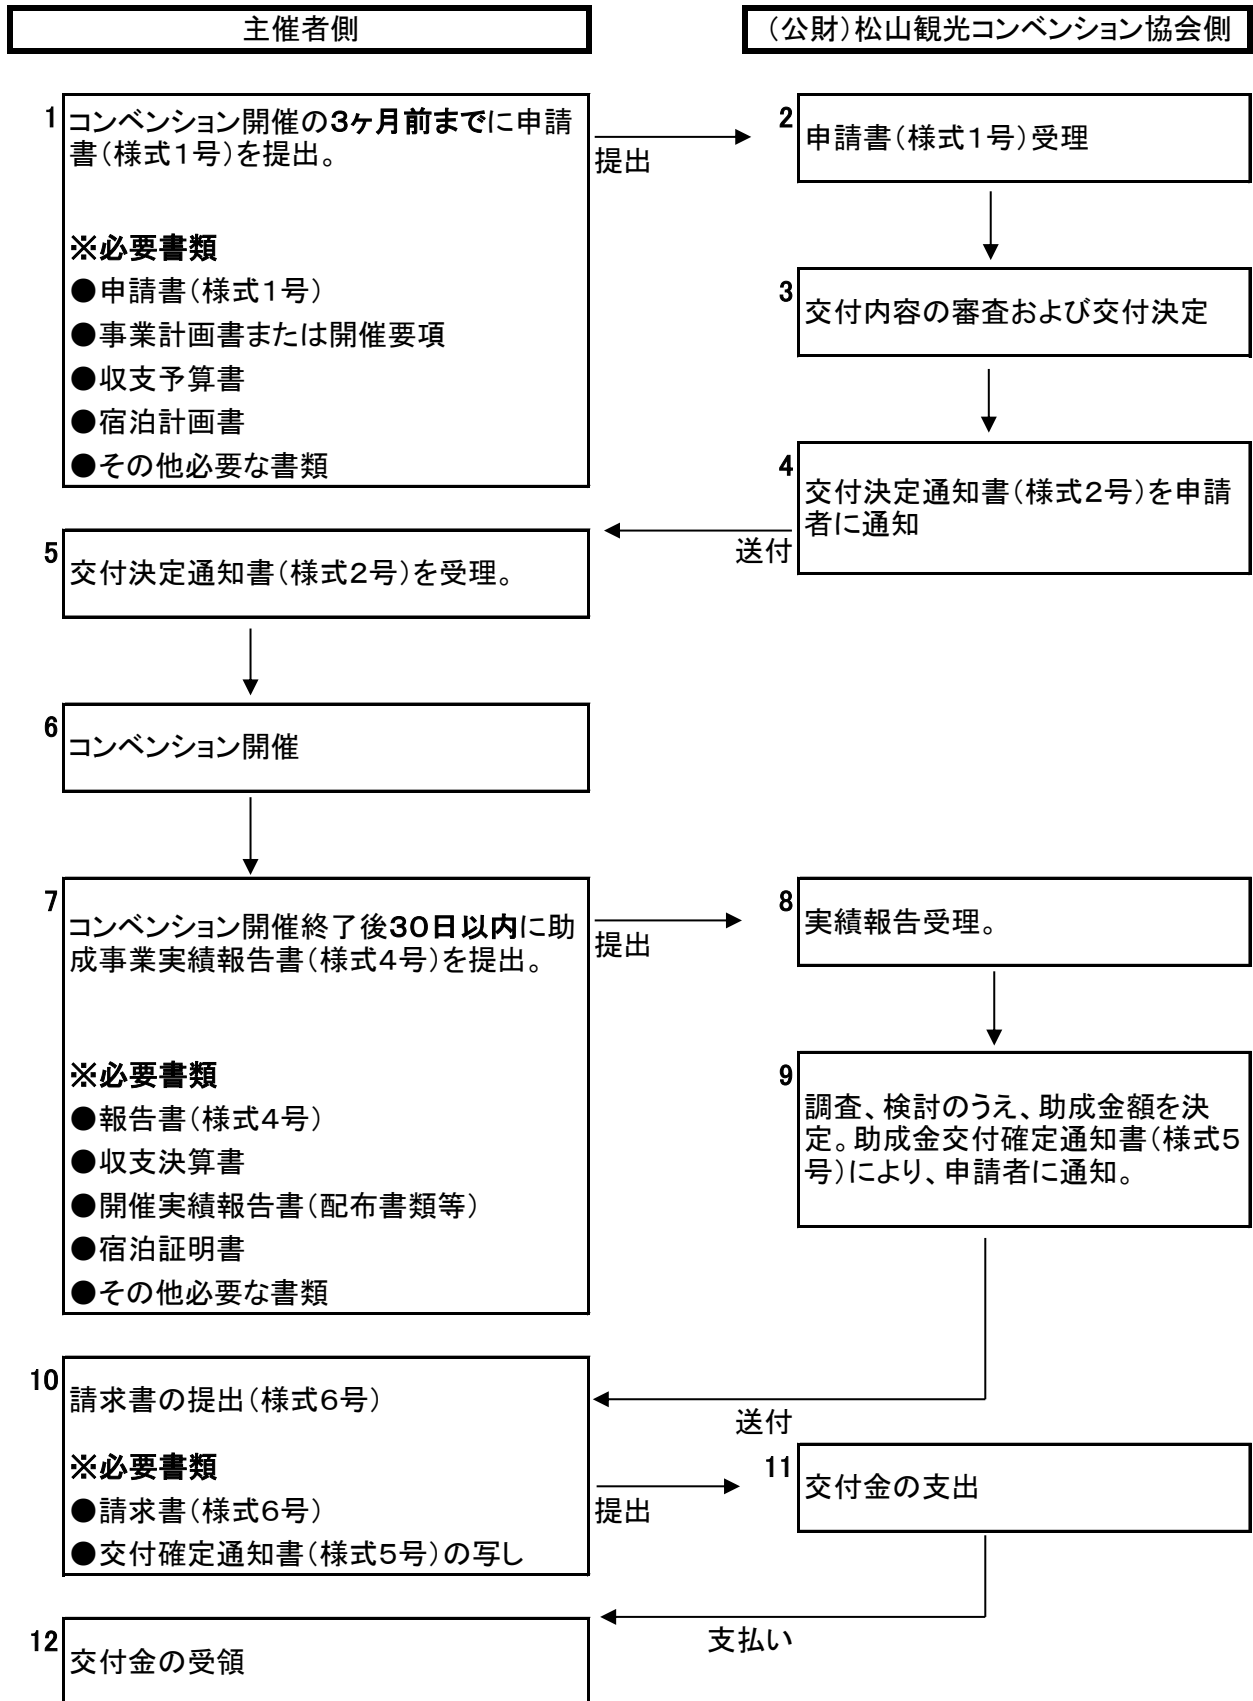 主催者側
(公財)松山観光コンベンション協会側
1
コンベンション開催の3ヶ月前までに申請
書(様式1号)を提出。
※必要書類
●申請書(様式1号)
●事業計画書または開催要項
●収支予算書
●宿泊計画書
●その他必要な書類
提出
2
申請書(様式1号)受理
3
交付内容の審査および交付決定
4
交付決定通知書(様式2号)を申請
者に通知
送付
5
交付決定通知書(様式2号)を受理。
6
コンベンション開催
7
コンベンション開催終了後30日以内に助
成事業実績報告書(様式4号)を提出。
※必要書類
●報告書(様式4号)
●収支決算書
●開催実績報告書(配布書類等)
●宿泊証明書
●その他必要な書類
提出
8
実績報告受理。
9
調査、検討のうえ、助成金額を決
定。助成金交付確定通知書(様式5
号)により、申請者に通知。
送付
10
請求書の提出(様式6号)
※必要書類
●請求書(様式6号)
●交付確定通知書(様式5号)の写し
提出
11
交付金の支出
支払い
12
交付金の受領